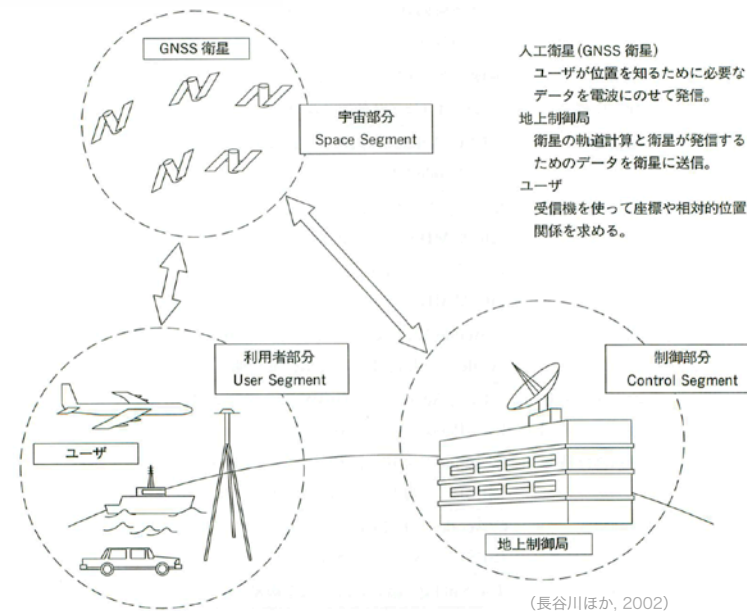 GNSS 衛星
宇宙部分
Space Segment
人工衛星(GNSS 衛星)
ユーザが位置を知るために必要な
データを電波にのせて発信。
地上制御局
衛星の軌道計算と衛星が発信する
ためのデータを衛星に送信。
ユーザ
受信機を使って座標や相対的位置
関係を求める。
利用者部分
User Segment
ユーザ
制御部分
Control Segment
地上制御局
(長谷川ほか, 2002)